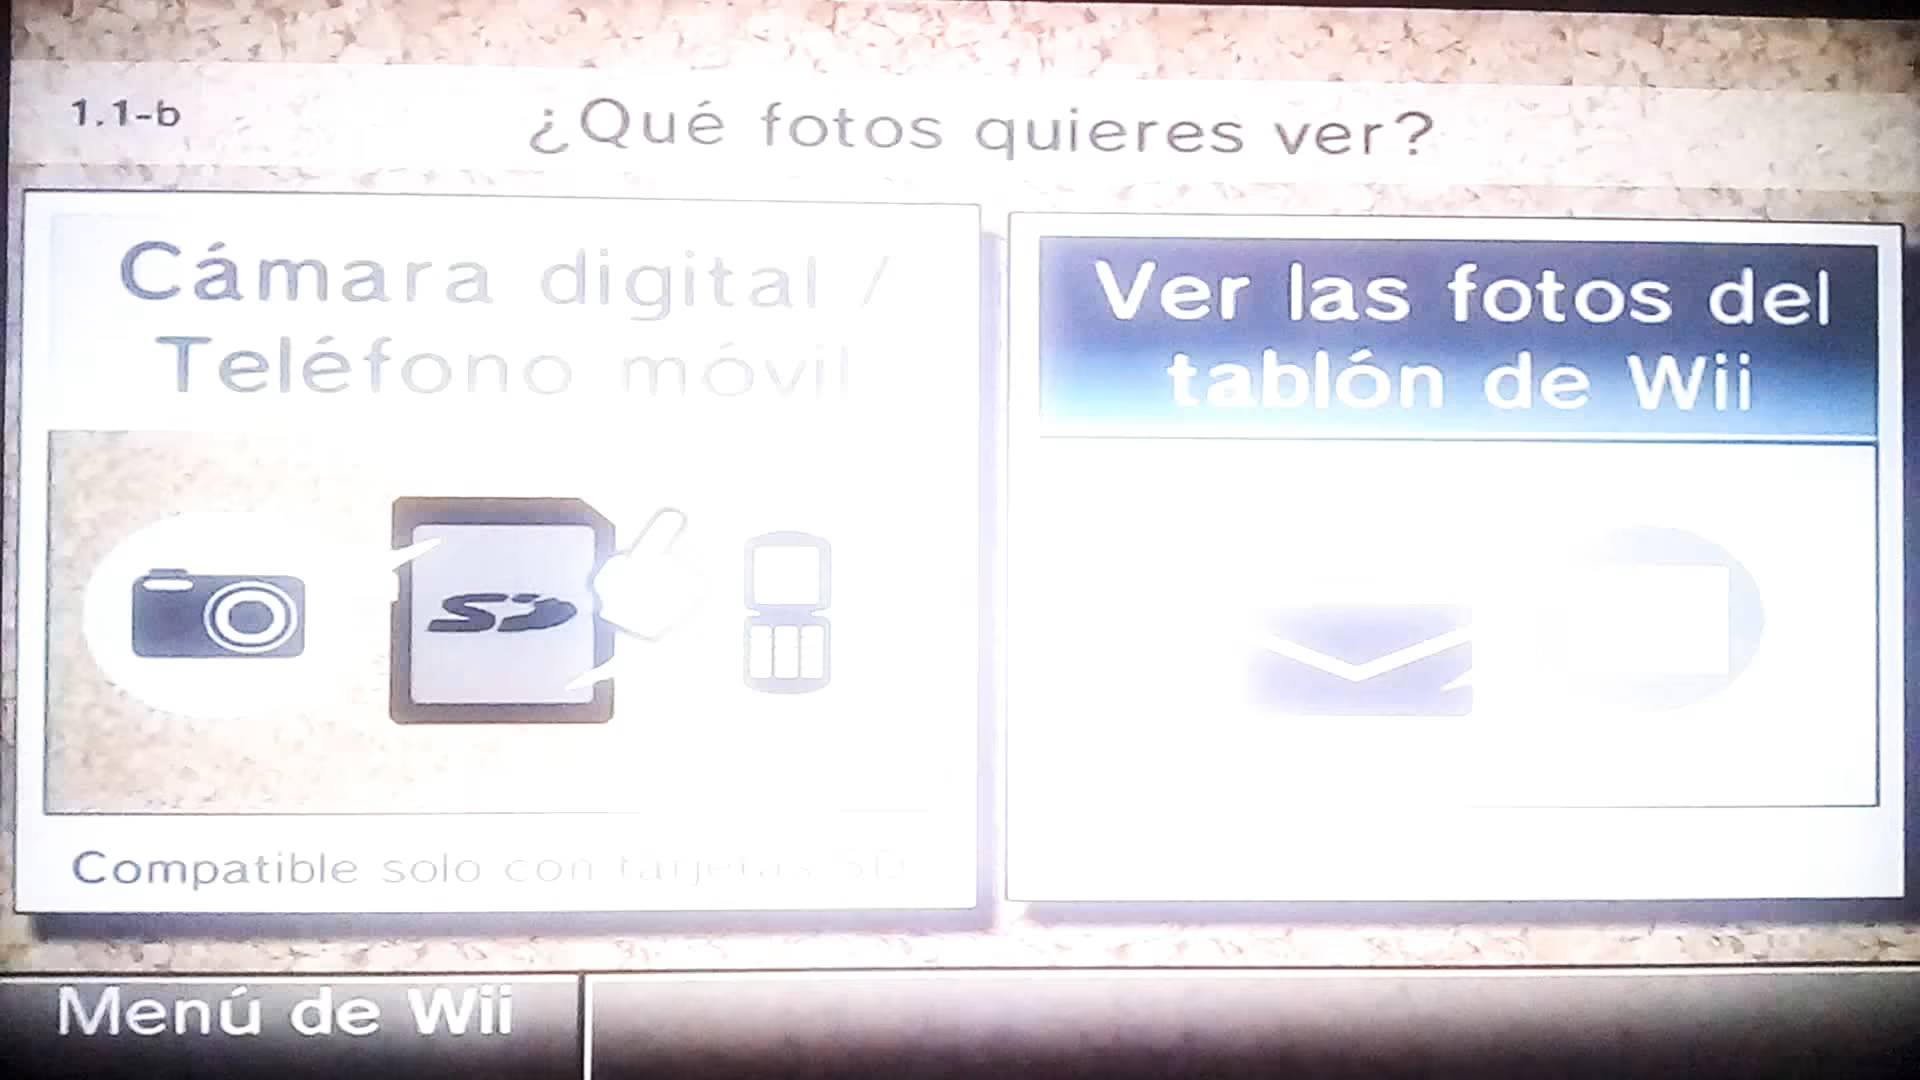 1.1-b
¿Qué fotos quieres ver?
Cámara digital /
Teléfono móvil
Ver las fotos del
tablón de Wii
SD
Compatible solo con tarjetas SD
Menú de Wii